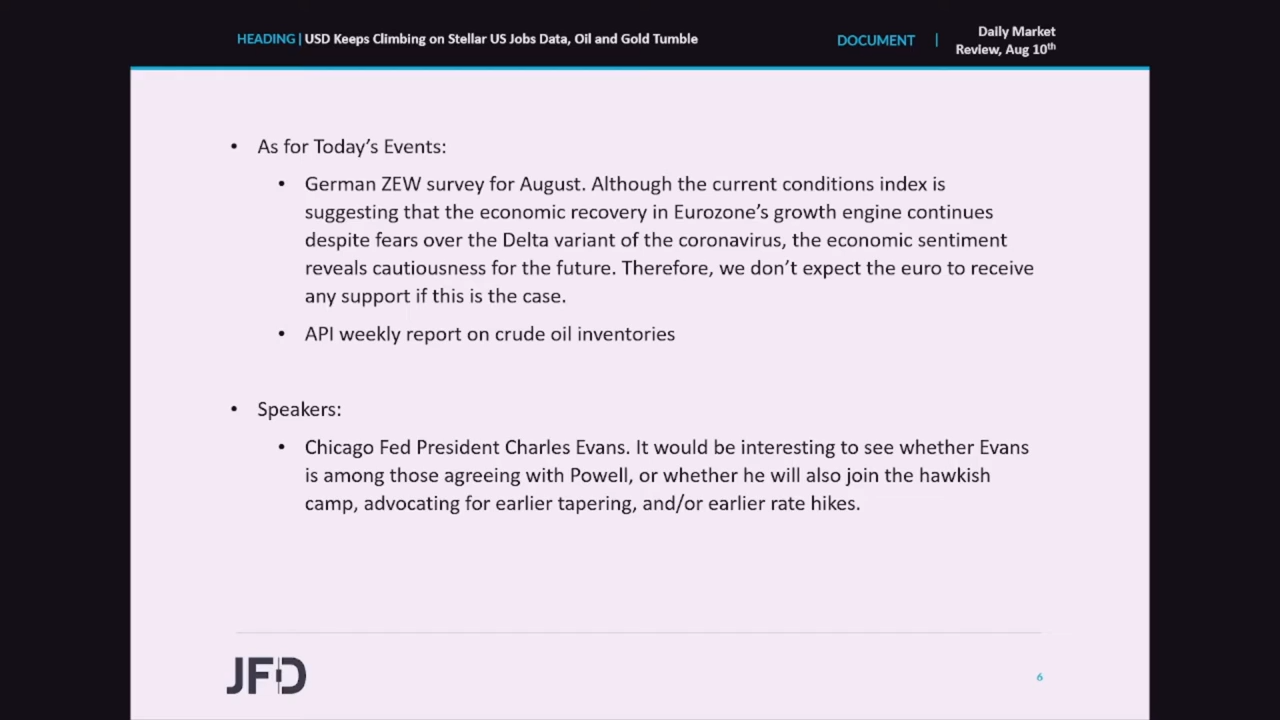 HEADING | USD Keeps Climbing on Stellar US Jobs Data, Oil and Gold Tumble
DOCUMENT |
Daily Market
Review, Aug 10th
• As for Today’s Events:
• German ZEW survey for August. Although the current conditions index is
suggesting that the economic recovery in Eurozone’s growth engine continues
despite fears over the Delta variant of the coronavirus, the economic sentiment
reveals cautiousness for the future. Therefore, we don’t expect the euro to receive
any support if this is the case.
• API weekly report on crude oil inventories
• Speakers:
• Chicago Fed President Charles Evans. It would be interesting to see whether Evans
is among those agreeing with Powell, or whether he will also join the hawkish
camp, advocating for earlier tapering, and/or earlier rate hikes.
JFD
6